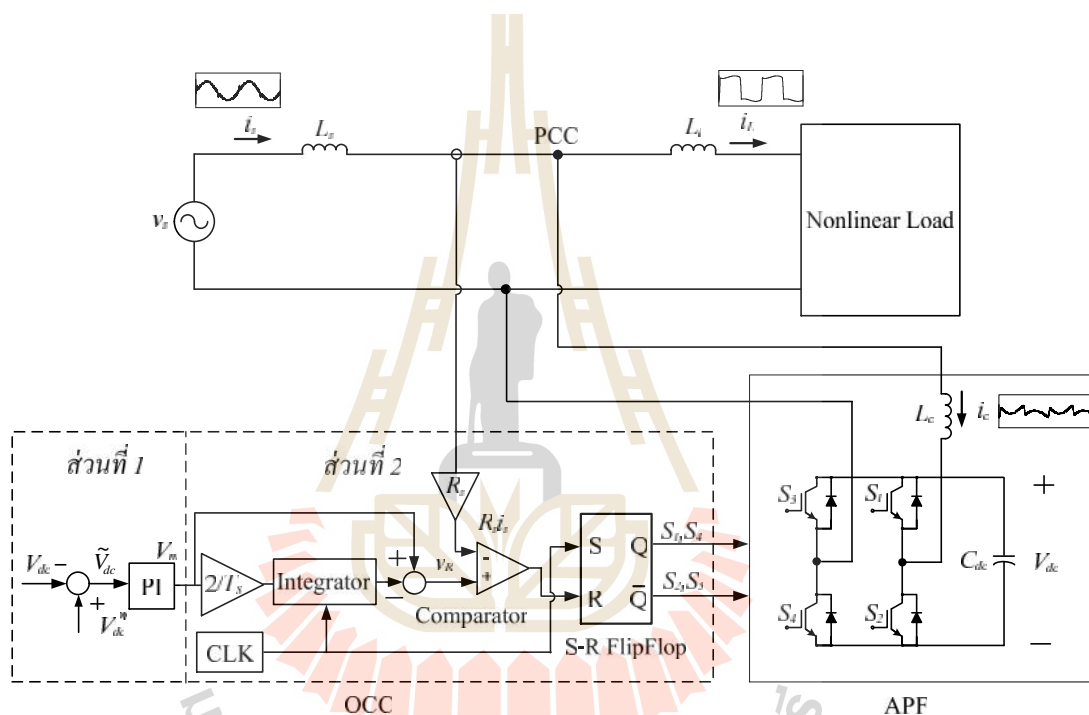 i_s
L_s
PCC
L_i
i_L
v_s
Nonlinear Load
L_c
i_c
ส่วนที่ 1
ส่วนที่ 2
R_s
R_s i_s
S_3
S_1
+
V_dc
−
C_dc
S_4
S_2
V_dc −
Ṽ_dc
+
V_dc^*
PI
V_m
2/T_s
Integrator
+
−
v_R
-
+
Comparator
CLK
S Q
R Q̅
S_1,S_4
S_2,S_3
S-R FlipFlop
OCC
APF